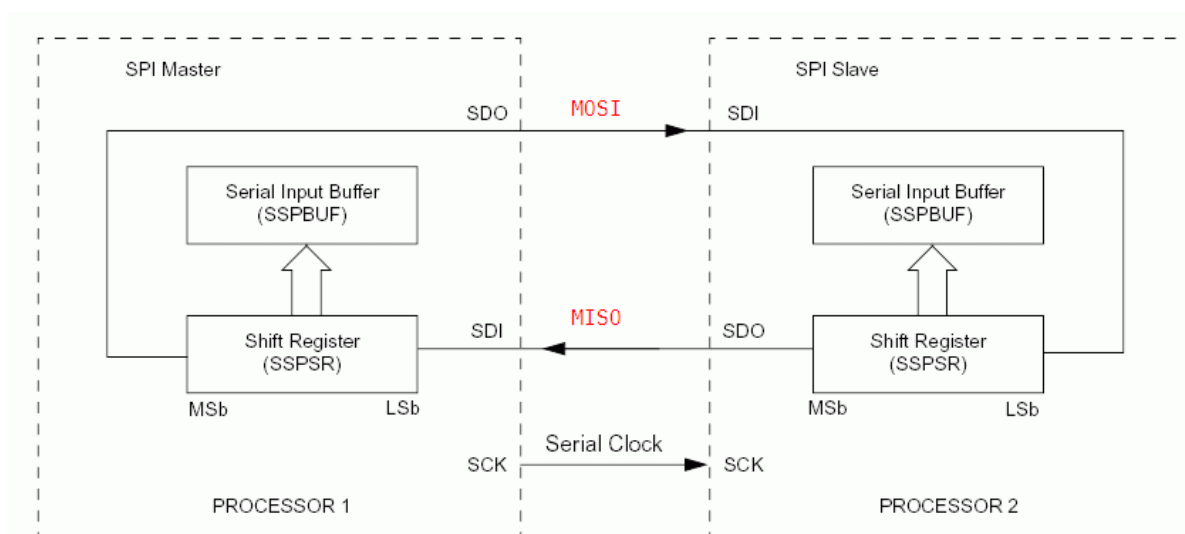 SPI Master
SPI Slave
SDO
MOSI
SDI
Serial Input Buffer
(SSPBUF)
Serial Input Buffer
(SSPBUF)
SDI
MISO
SDO
Shift Register
(SSPSR)
Shift Register
(SSPSR)
MSb
LSb
MSb
LSb
SCK
Serial Clock
SCK
PROCESSOR 1
PROCESSOR 2